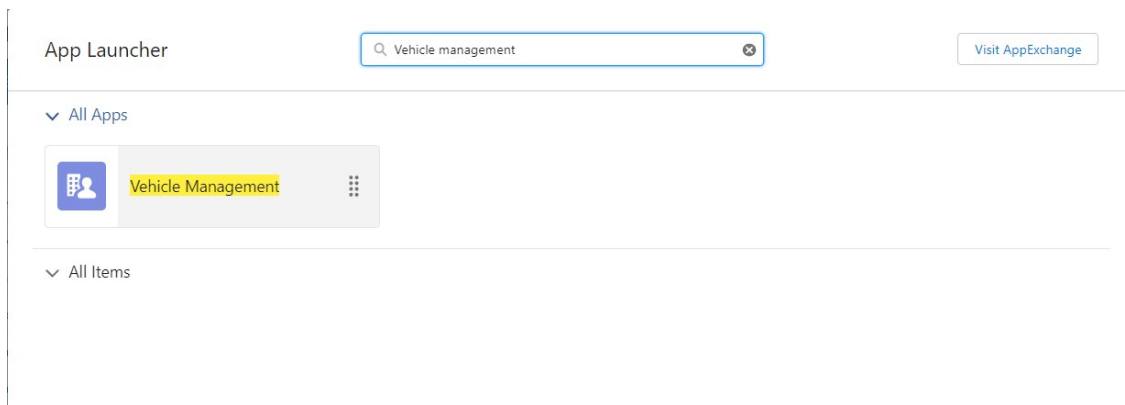 App Launcher
Vehicle management
Visit AppExchange
All Apps
Vehicle Management
All Items